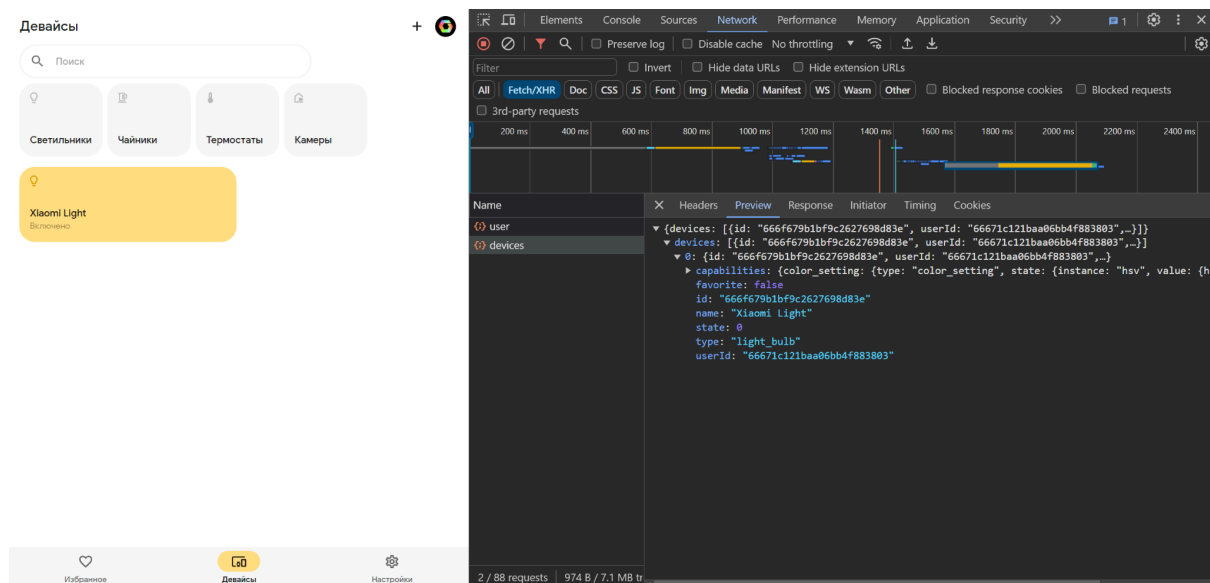 Девайсы +
Поиск
Светильники Чайники Термостаты Камеры
Xiaomi Light
Включено
Избранное Девайсы Настройки
Elements Console Sources Network Performance Memory Application Security >> 1
Preserve log Disable cache No throttling
Filter Invert Hide data URLs Hide extension URLs
All Fetch/XHR Doc CSS JS Font Img Media Manifest WS Wasm Other Blocked response cookies Blocked requests
3rd-party requests
200 ms 400 ms 600 ms 800 ms 1000 ms 1200 ms 1400 ms 1600 ms 1800 ms 2000 ms 2200 ms 2400 ms
Name
user
devices
Headers Preview Response Initiator Timing Cookies
{devices: [{id: "666f679b1bf9c2627698d83e", userId: "66671c121baa06bb4f883803",…}]}
devices: [{id: "666f679b1bf9c2627698d83e", userId: "66671c121baa06bb4f883803",…}]
0: {id: "666f679b1bf9c2627698d83e", userId: "66671c121baa06bb4f883803",…}
capabilities: {color_setting: {type: "color_setting", state: {instance: "hsv", value: {h
favorite: false
id: "666f679b1bf9c2627698d83e"
name: "Xiaomi Light"
state: 0
type: "light_bulb"
userId: "66671c121baa06bb4f883803"
2 / 88 requests 974 B / 7.1 MB tr